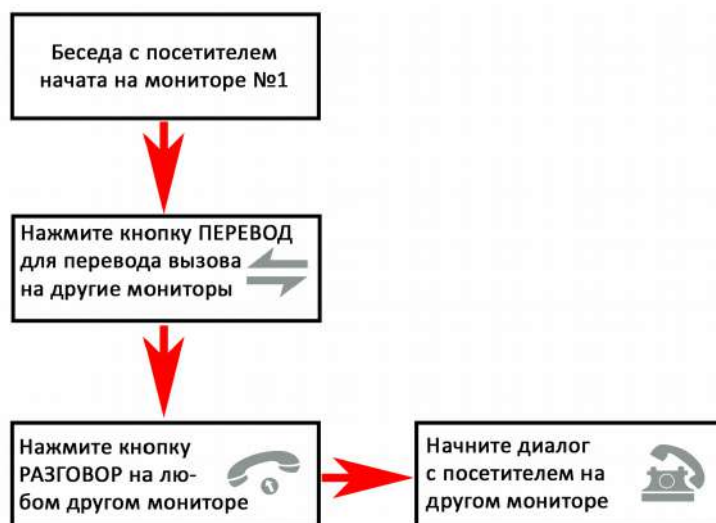 Беседа с посетителем
начата на мониторе №1
Нажмите кнопку ПЕРЕВОД
для перевода вызова
на другие мониторы
Нажмите кнопку
РАЗГОВОР на лю-
бом другом мониторе
Начните диалог
с посетителем на
другом мониторе